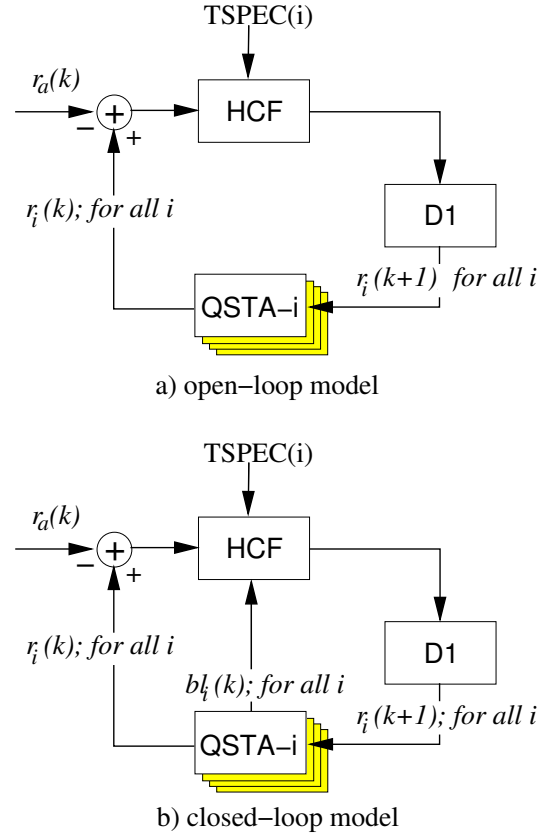 TSPEC(i)
r_a(k)
− + +
HCF
r_i(k); for all i
D1
r_i(k+1) for all i
QSTA−i
a) open−loop model
TSPEC(i)
r_a(k)
− + +
HCF
r_i(k); for all i
D1
bl_i(k); for all i
r_i(k+1); for all i
QSTA−i
b) closed−loop model